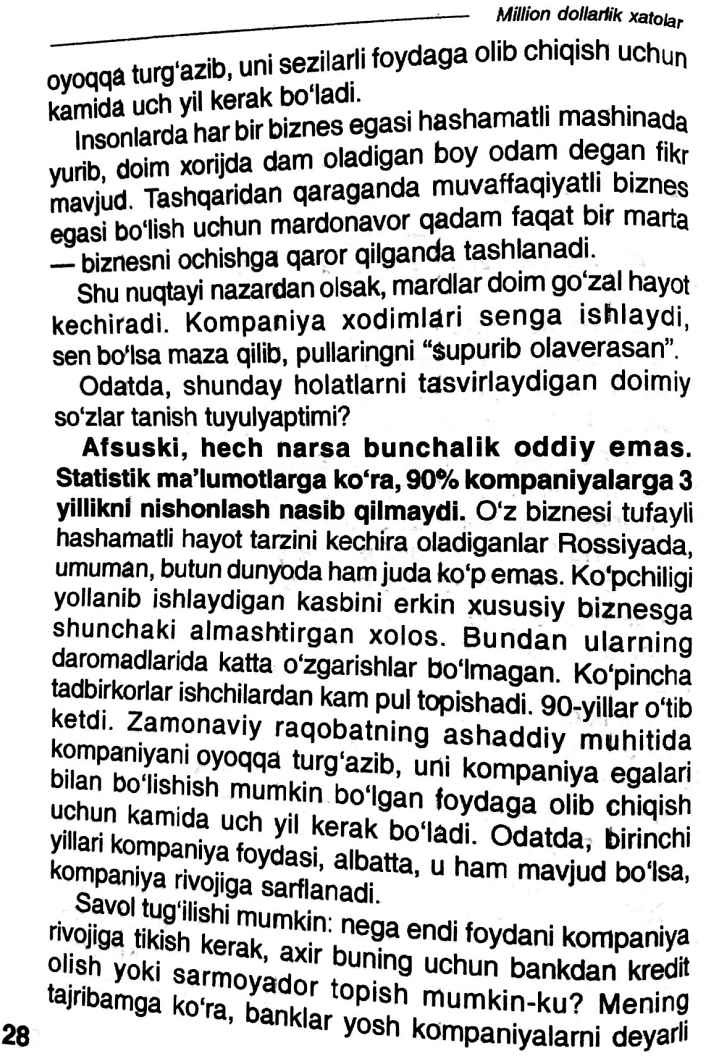 Million dollarlik xatolar
oyoqqa turg‘azib, uni sezilarli foydaga olib chiqish uchun
kamida uch yil kerak bo‘ladi.
Insonlarda har bir biznes egasi hashamatli mashinada
yurib, doim xorijda dam oladigan boy odam degan fikr
mavjud. Tashqaridan qaraganda muvaffaqiyatli biznes
egasi bo‘lish uchun mardonavor qadam faqat bir marta
— biznesni ochishga qaror qilganda tashlanadi.
Shu nuqtayi nazardan olsak, mardlar doim go‘zal hayot
kechiradi. Kompaniya xodimlari senga ishlaydi,
sen bo‘lsa maza qilib, pullaringni “supurib olaverasan”.
Odatda, shunday holatlarni tasvirlaydigan doimiy
so‘zlar tanish tuyulyaptimi?
Afsuski, hech narsa bunchalik oddiy emas.
Statistik ma’lumotlarga ko‘ra, 90% kompaniyalarga 3
yillikni nishonlash nasib qilmaydi. O‘z biznesi tufayli
hashamatli hayot tarzini kechira oladiganlar Rossiyada,
umuman, butun dunyoda ham juda ko‘p emas. Ko‘pchiligi
yollanib ishlaydigan kasbini erkin xususiy biznesga
shunchaki almashtirgan xolos. Bundan ularning
daromadlarida katta o‘zgarishlar bo‘lmagan. Ko‘pincha
tadbirkorlar ishchilardan kam pul topishadi. 90-yillar o‘tib
ketdi. Zamonaviy raqobatning ashaddiy muhitida
kompaniyani oyoqqa turg‘azib, uni kompaniya egalari
bilan bo‘lishish mumkin bo‘lgan foydaga olib chiqish
uchun kamida uch yil kerak bo‘ladi. Odatda, birinchi
yillari kompaniya foydasi, albatta, u ham mavjud bo‘lsa,
kompaniya rivojiga sarflanadi.
Savol tug‘ilishi mumkin: nega endi foydani kompaniya
rivojiga tikish kerak, axir buning uchun bankdan kredit
olish yoki sarmoyador topish mumkin-ku? Mening
tajribamga ko‘ra, banklar yosh kompaniyalarni deyarli
28